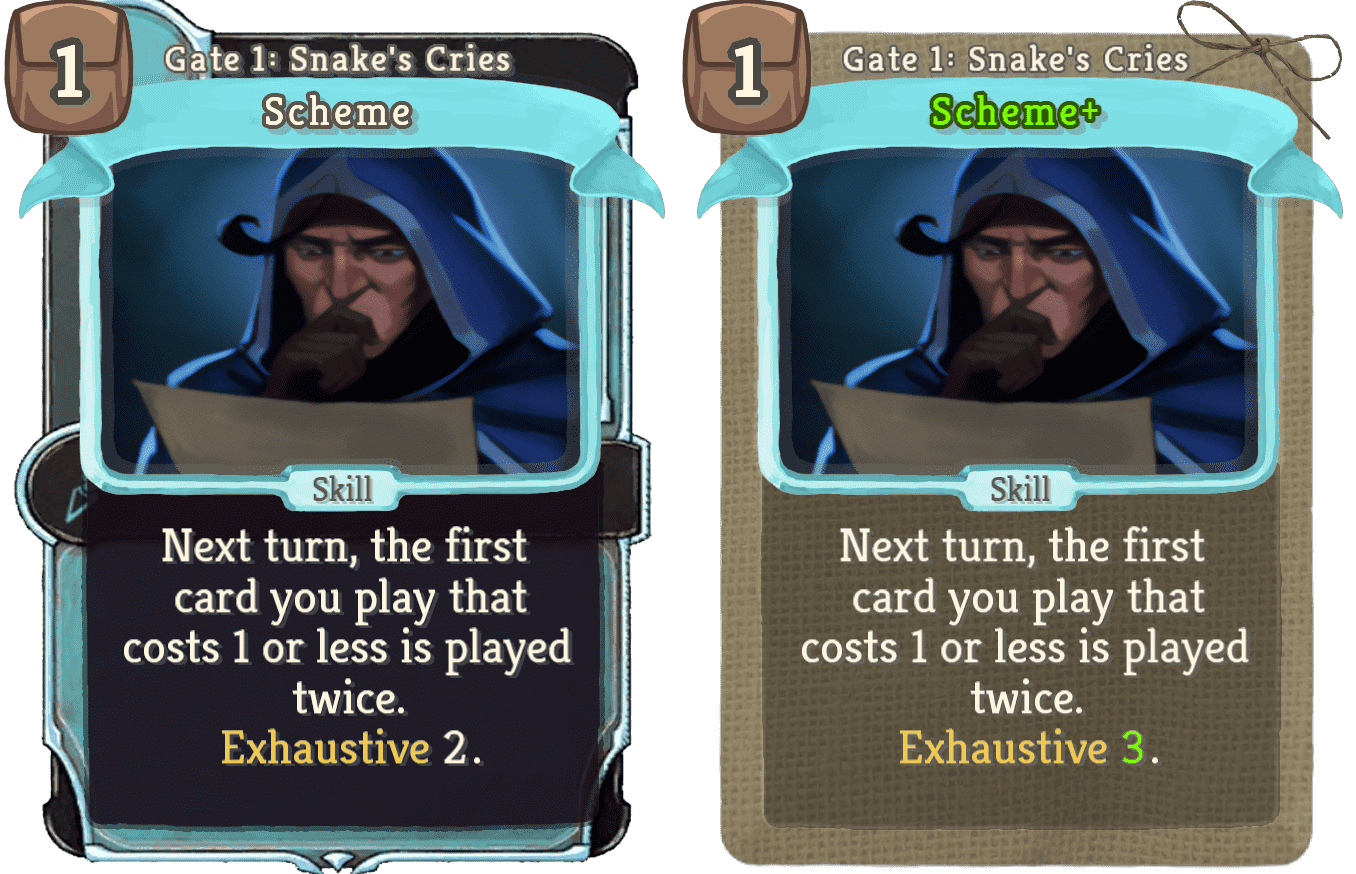 1
Gate 1: Snake's Cries
Scheme
Skill
Next turn, the first
card you play that
costs 1 or less is played
twice.
Exhaustive 2.
1
Gate 1: Snake's Cries
Scheme+
Skill
Next turn, the first
card you play that
costs 1 or less is played
twice.
Exhaustive 3.